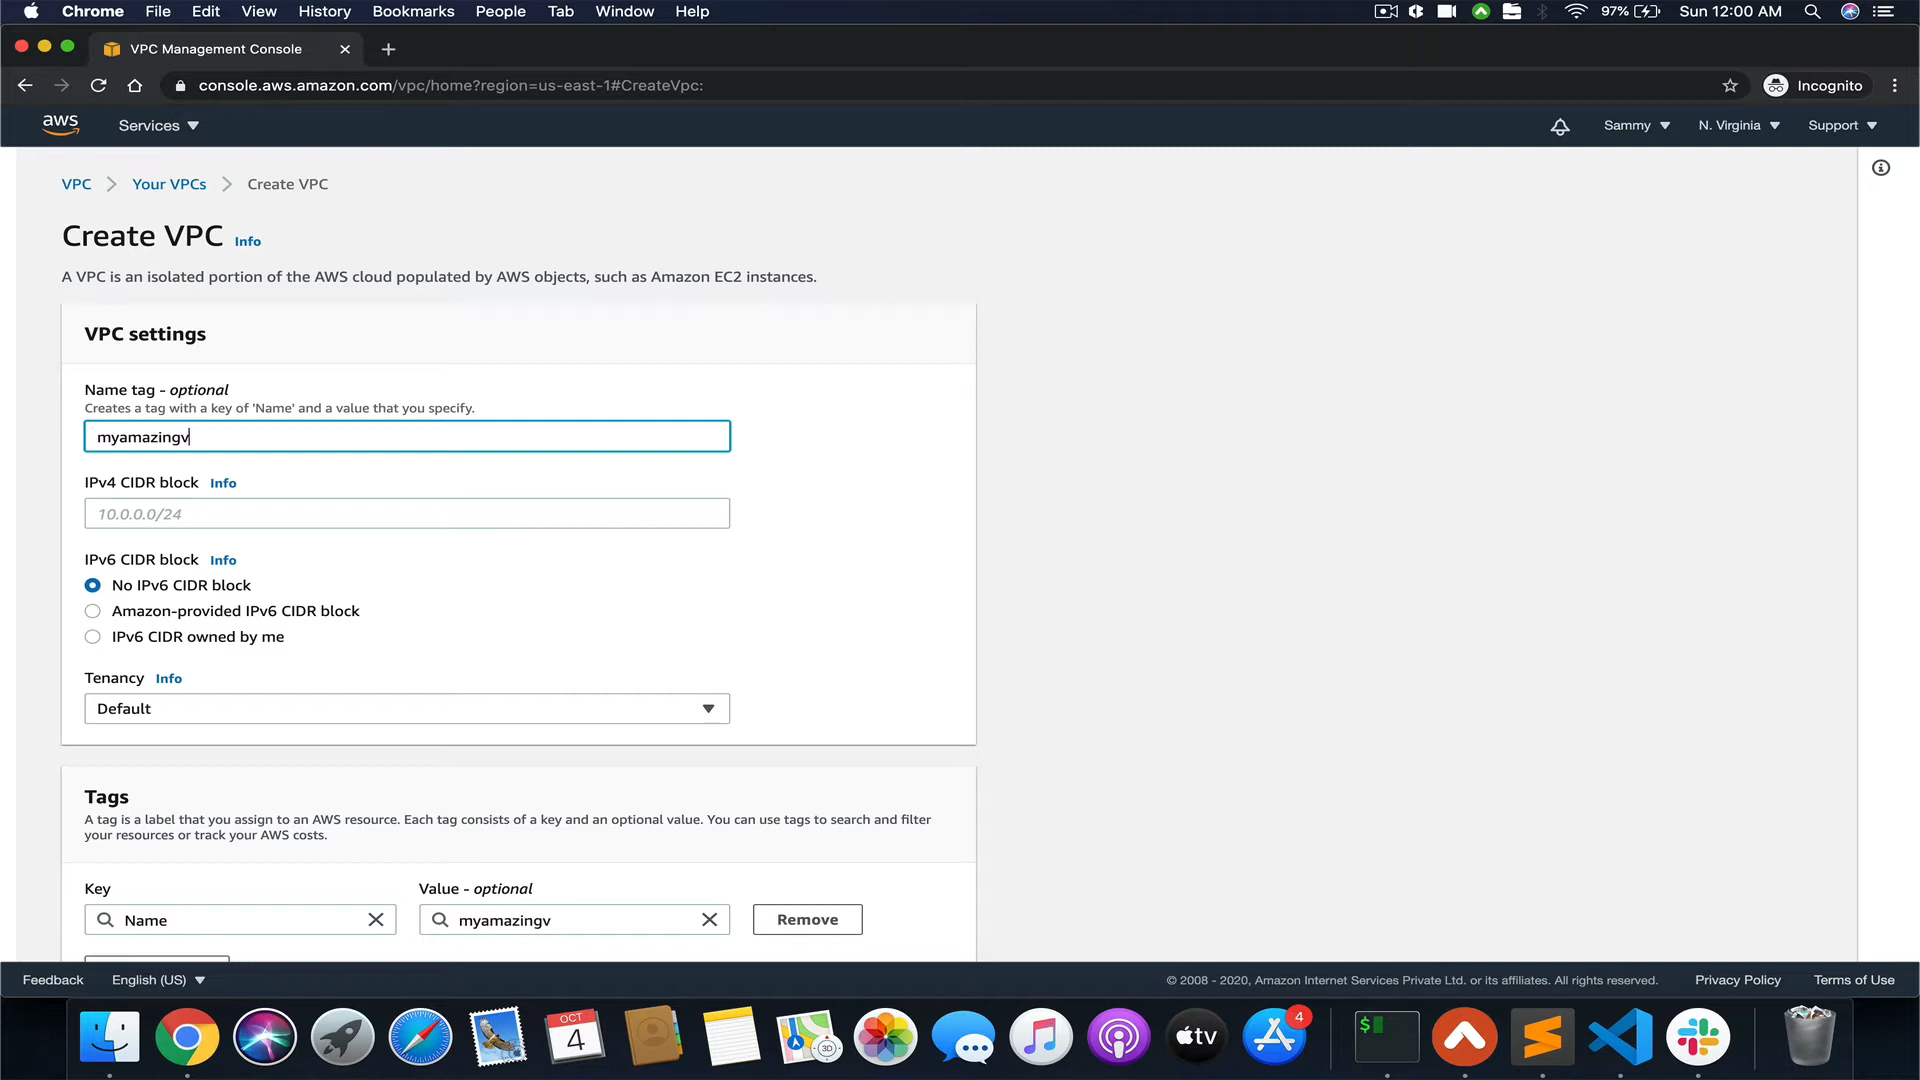 Chrome File Edit View History Bookmarks People Tab Window Help 97% Sun 12:00 AM
VPC Management Console
console.aws.amazon.com/vpc/home?region=us-east-1#CreateVpc: Incognito
aws Services Sammy N. Virginia Support
VPC Your VPCs Create VPC
Create VPC Info
A VPC is an isolated portion of the AWS cloud populated by AWS objects, such as Amazon EC2 instances.
VPC settings
Name tag - optional
Creates a tag with a key of 'Name' and a value that you specify.
myamazingv
IPv4 CIDR block Info
10.0.0.0/24
IPv6 CIDR block Info
No IPv6 CIDR block
Amazon-provided IPv6 CIDR block
IPv6 CIDR owned by me
Tenancy Info
Default
Tags
A tag is a label that you assign to an AWS resource. Each tag consists of a key and an optional value. You can use tags to search and filter
your resources or track your AWS costs.
Key Value - optional
Name myamazingv Remove
Feedback English (US) © 2008 - 2020, Amazon Internet Services Private Ltd. or its affiliates. All rights reserved. Privacy Policy Terms of Use
OCT
4
3D
tv
4
$